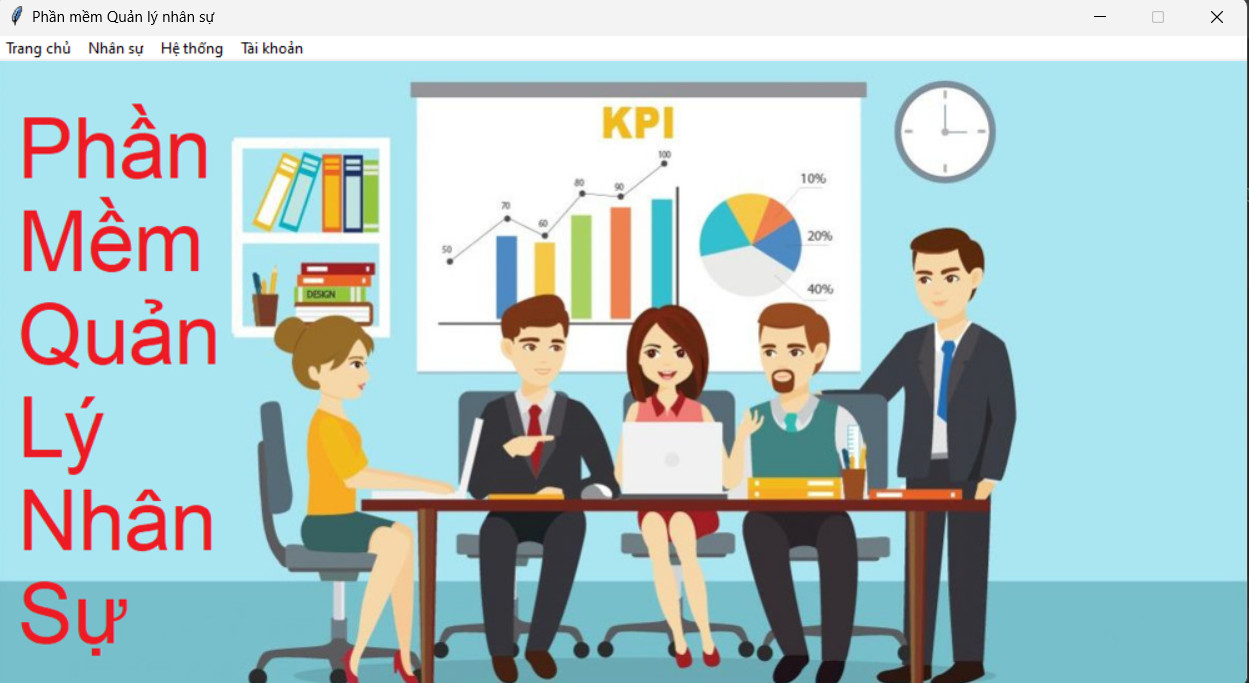 Phần mềm Quản lý nhân sự
Trang chủ Nhân sự Hệ thống Tài khoản
Phần
Mềm
Quản
Lý
Nhân
Sự
KPI
50
70
60
80
90
100
10%
20%
40%
DESIGN